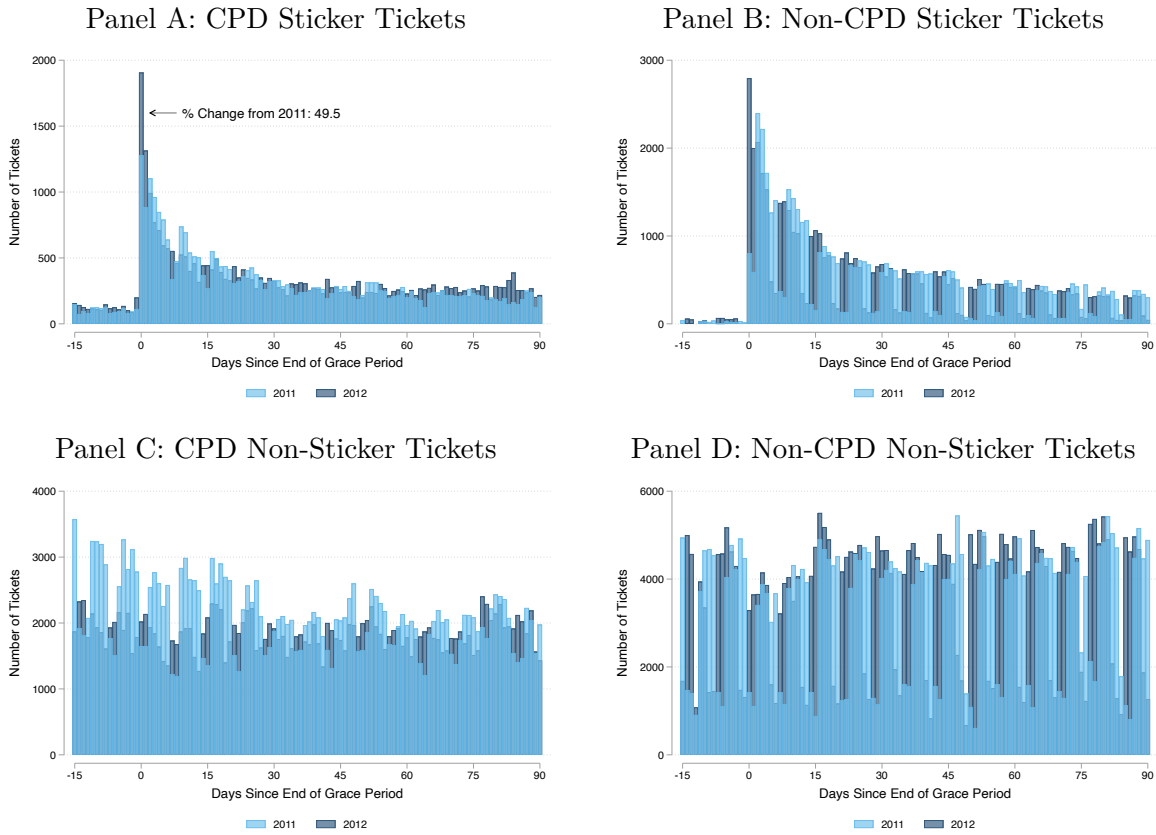 Panel A: CPD Sticker Tickets
Number of Tickets
2000
1500
1000
500
0
% Change from 2011: 49.5
-15 0 15 30 45 60 75 90
Days Since End of Grace Period
2011 2012
Panel B: Non-CPD Sticker Tickets
Number of Tickets
3000
2000
1000
0
-15 0 15 30 45 60 75 90
Days Since End of Grace Period
2011 2012
Panel C: CPD Non-Sticker Tickets
Number of Tickets
4000
3000
2000
1000
0
-15 0 15 30 45 60 75 90
Days Since End of Grace Period
2011 2012
Panel D: Non-CPD Non-Sticker Tickets
Number of Tickets
6000
4000
2000
0
-15 0 15 30 45 60 75 90
Days Since End of Grace Period
2011 2012